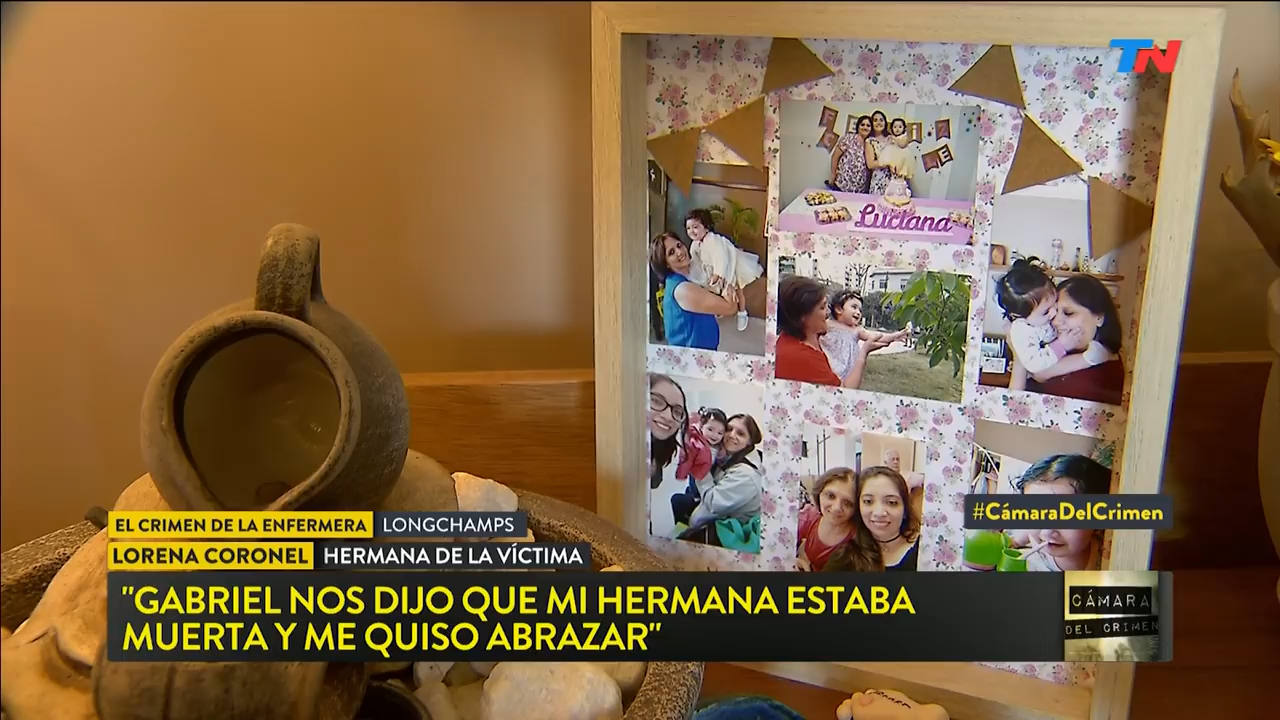 TN
Luciana
#CámaraDelCrimen
EL CRIMEN DE LA ENFERMERA LONGCHAMPS
LORENA CORONEL HERMANA DE LA VÍCTIMA
"GABRIEL NOS DIJO QUE MI HERMANA ESTABA
MUERTA Y ME QUISO ABRAZAR"
CÁMARA
DEL CRIMEN